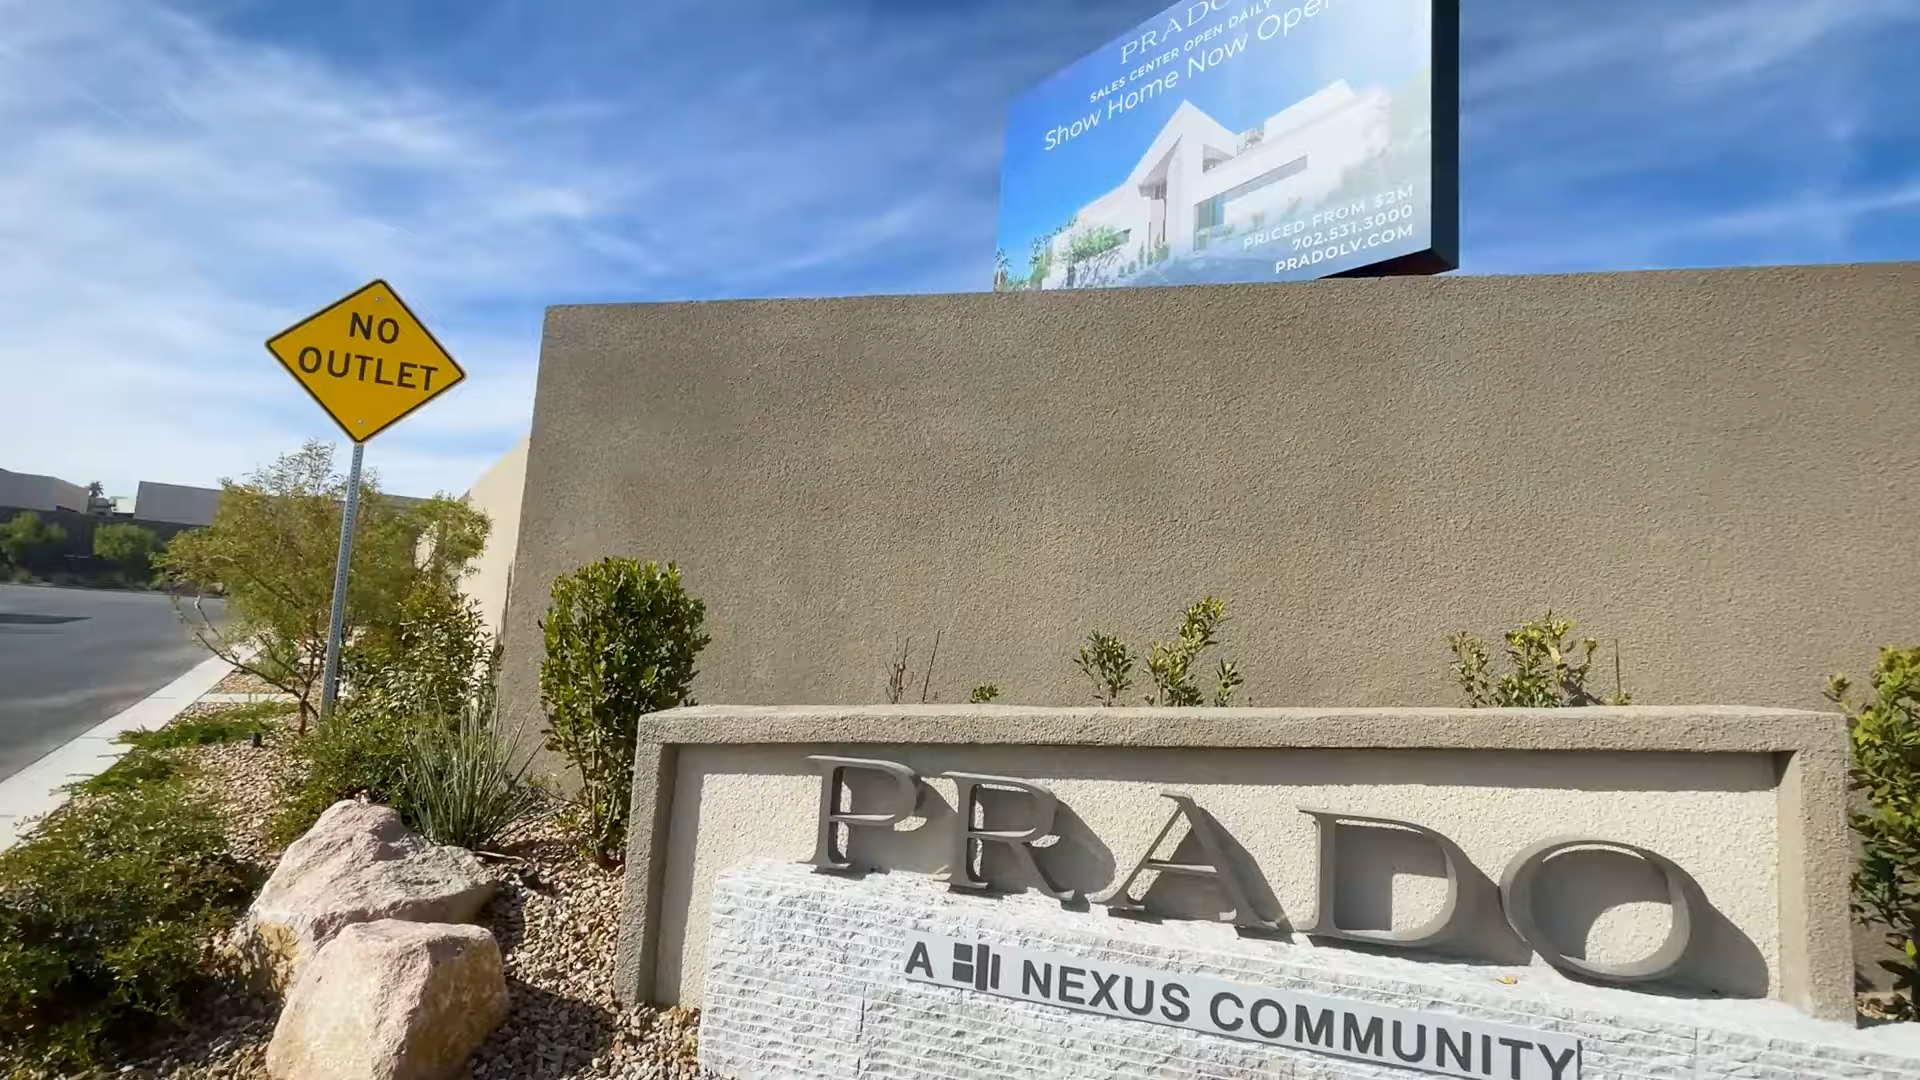 PRADO
SALES CENTER OPEN DAILY
Show Home Now Open
PRICED FROM $2M
702.531.3000
PRADOLV.COM
NO
OUTLET
PRADO
A NEXUS COMMUNITY